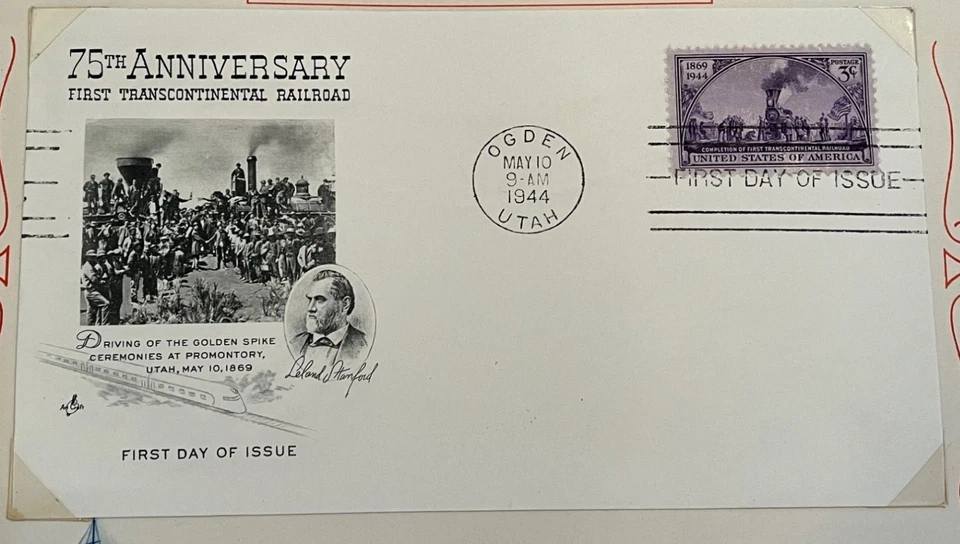 75TH ANNIVERSARY
FIRST TRANSCONTINENTAL RAILROAD
DRIVING OF THE GOLDEN SPIKE
CEREMONIES AT PROMONTORY,
UTAH, MAY 10, 1869
Leland Stanford
Art Craft
FIRST DAY OF ISSUE
OGDEN
MAY 10
9-AM
1944
UTAH
1869
1944
POSTAGE
3¢
COMPLETION OF FIRST TRANSCONTINENTAL RAILROAD
UNITED STATES OF AMERICA
FIRST DAY OF ISSUE